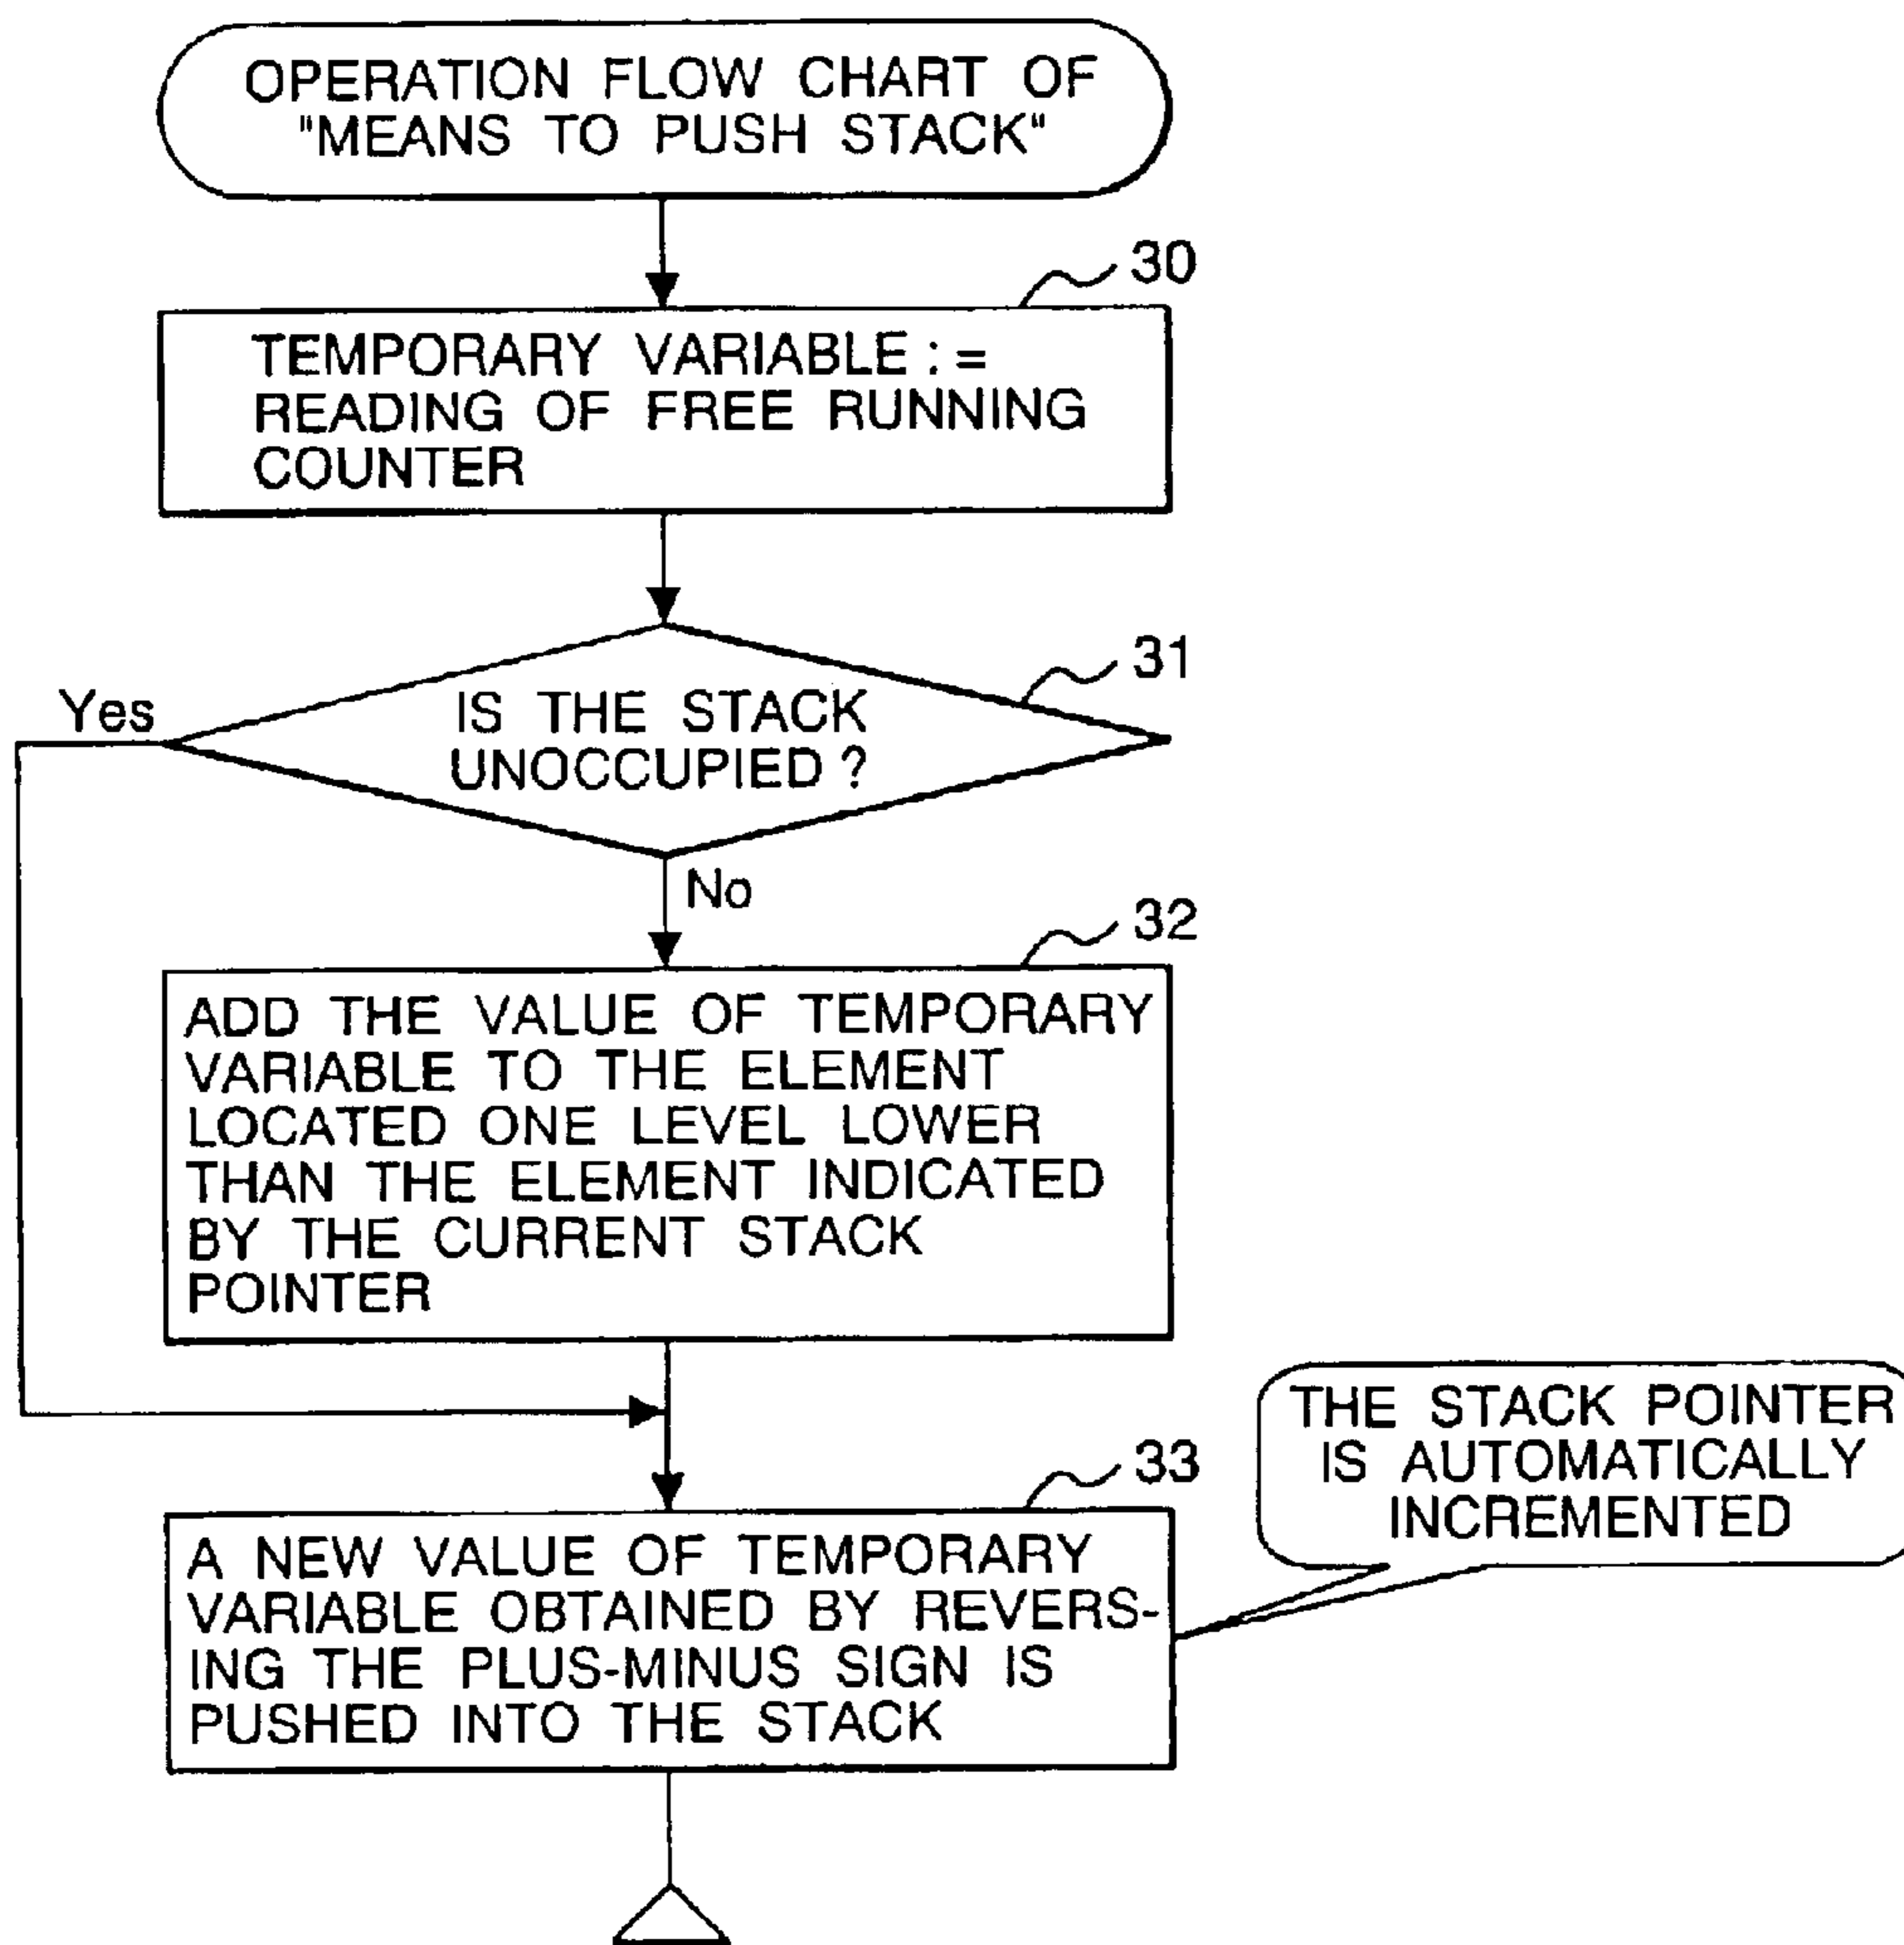 OPERATION FLOW CHART OF
"MEANS TO PUSH STACK"
30
TEMPORARY VARIABLE : =
READING OF FREE RUNNING
COUNTER
31
Yes
IS THE STACK
UNOCCUPIED ?
No
32
ADD THE VALUE OF TEMPORARY
VARIABLE TO THE ELEMENT
LOCATED ONE LEVEL LOWER
THAN THE ELEMENT INDICATED
BY THE CURRENT STACK
POINTER
THE STACK POINTER
IS AUTOMATICALLY
INCREMENTED
33
A NEW VALUE OF TEMPORARY
VARIABLE OBTAINED BY REVERS-
ING THE PLUS-MINUS SIGN IS
PUSHED INTO THE STACK